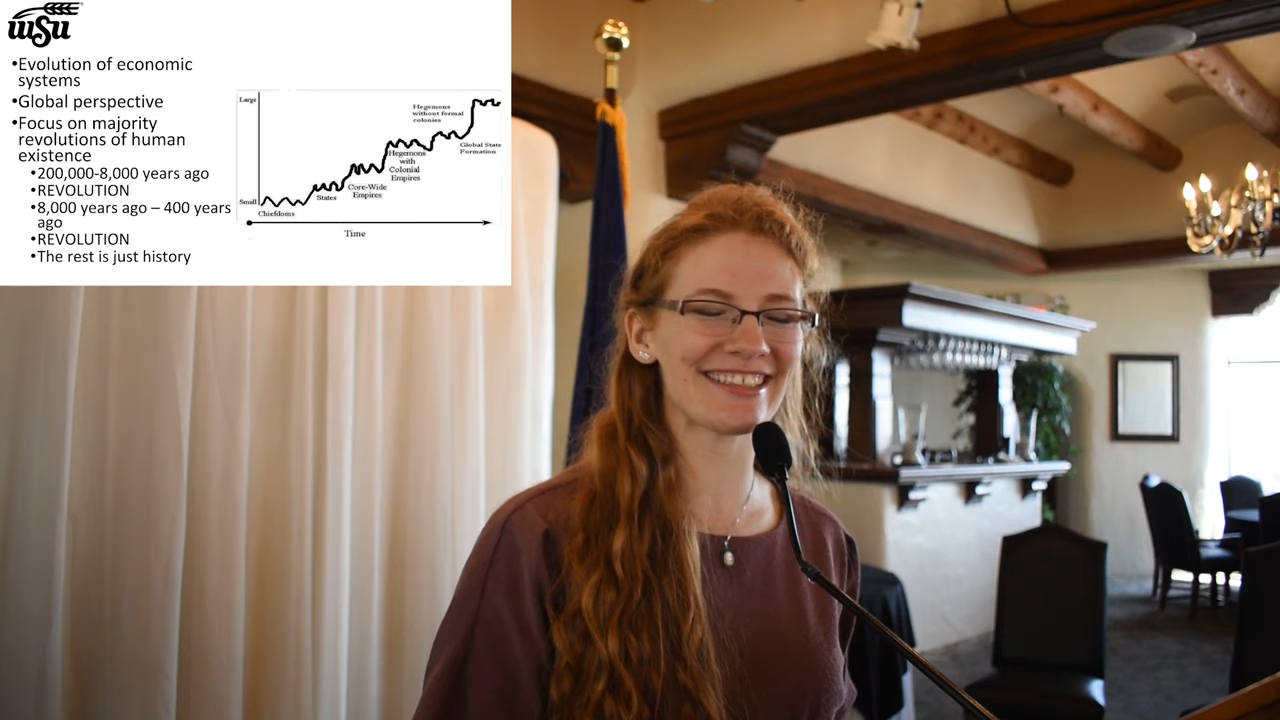 WSU
•Evolution of economic
systems
•Global perspective
•Focus on majority
revolutions of human
existence
•200,000-8,000 years ago
•REVOLUTION
•8,000 years ago – 400 years
ago
•REVOLUTION
•The rest is just history
Large
Small
Chiefdoms
States
Core-Wide
Empires
Hegemons
with
Colonial
Empires
Hegemons
without formal
colonies
Global State
Formation
Time